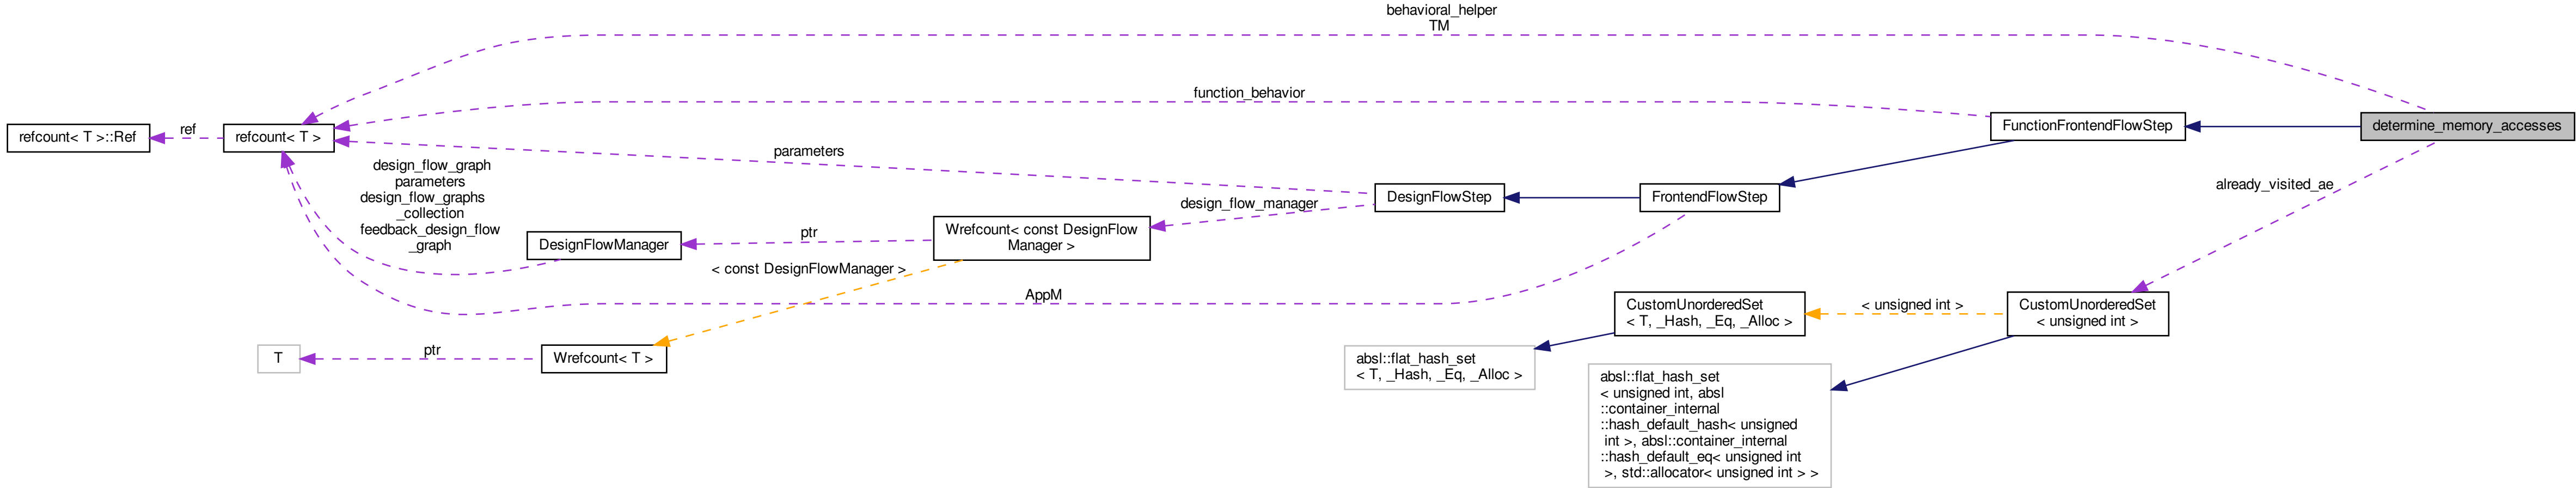 behavioral_helper
TM
function_behavior
refcount< T >::Ref
ref
refcount< T >
FunctionFrontendFlowStep
determine_memory_accesses
parameters
design_flow_graph
parameters
design_flow_graphs
_collection
feedback_design_flow
_graph
already_visited_ae
DesignFlowStep
FrontendFlowStep
design_flow_manager
Wrefcount< const DesignFlow
Manager >
ptr
DesignFlowManager
< const DesignFlowManager >
AppM
CustomUnorderedSet
< T, _Hash, _Eq, _Alloc >
< unsigned int >
CustomUnorderedSet
< unsigned int >
T
ptr
Wrefcount< T >
absl::flat_hash_set
< T, _Hash, _Eq, _Alloc >
absl::flat_hash_set
< unsigned int, absl
::container_internal
::hash_default_hash< unsigned
int >, absl::container_internal
::hash_default_eq< unsigned int
>, std::allocator< unsigned int > >